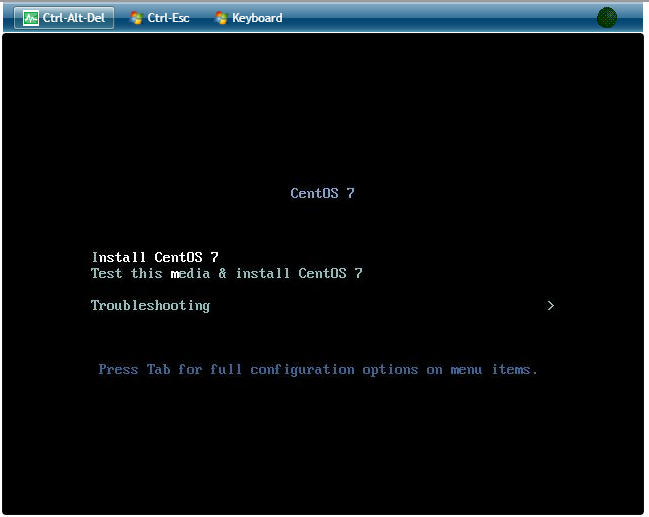 Ctrl-Alt-Del Ctrl-Esc Keyboard
CentOS 7
Install CentOS 7
Test this media & install CentOS 7
Troubleshooting >
Press Tab for full configuration options on menu items.